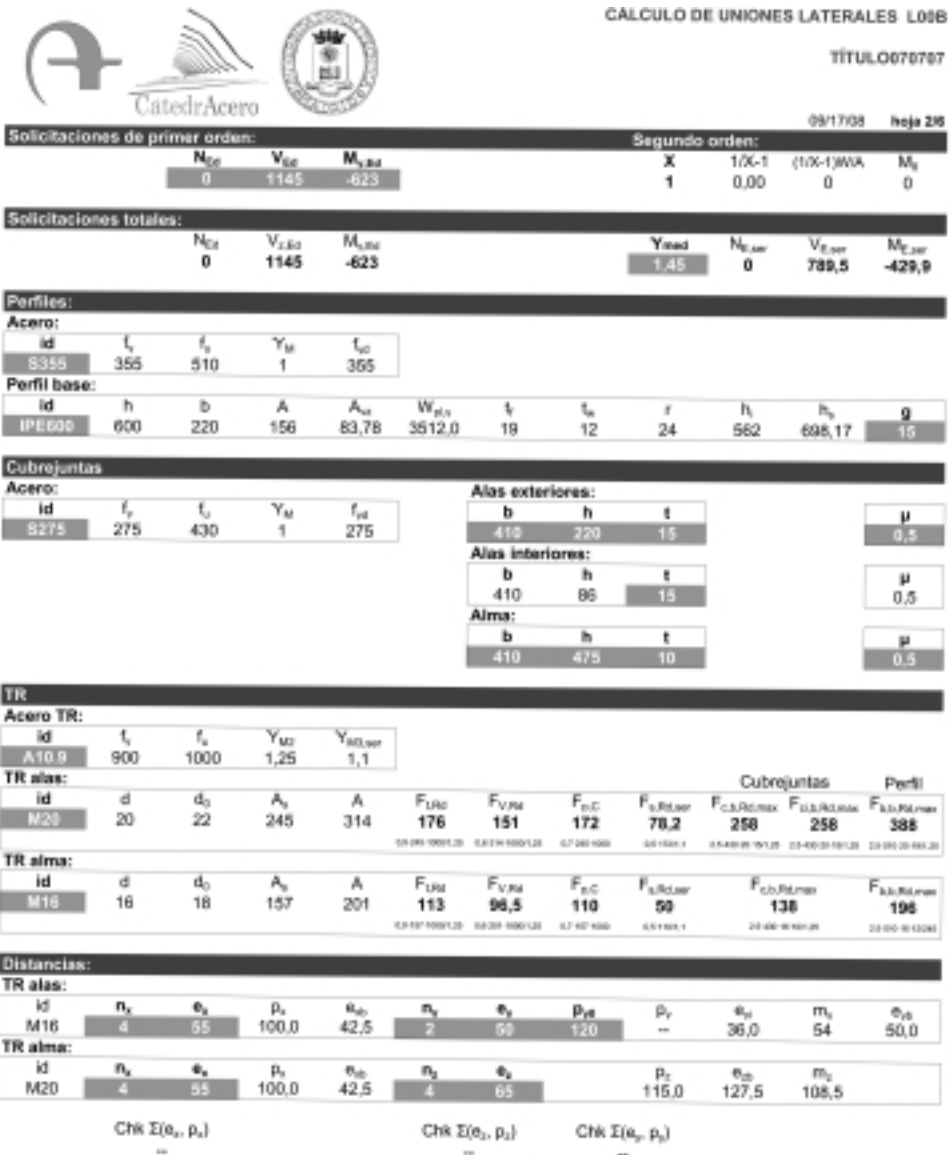 CÁLCULO DE UNIONES LATERALES L00B
TÍTULO070707
CatedrAcero
09/17/08 hoja 2/6
Solicitaciones de primer orden: Segundo orden:
N_Ed V_Ed M_y,Ed X 1/X-1 (1/X-1)W/A M_II
0 1145 -623 1 0,00 0 0
Solicitaciones totales:
N_Ed V_z,Ed M_y,Ed Y_med N_E,ser V_E,ser M_E,ser
0 1145 -623 1,45 0 789,5 -429,9
Perfiles:
Acero:
id f_y f_u Y_M f_yd
S355 355 510 1 355
Perfil base:
id h b A A_vz W_pl,y t_f t_w r h_i h_p g
IPE600 600 220 156 83,78 3512,0 19 12 24 562 698,17 15
Cubrejuntas
Acero: Alas exteriores:
id f_y f_u Y_M f_yd b h t μ
S275 275 430 1 275 410 220 15 0,5
Alas interiores:
b h t μ
410 86 15 0,5
Alma:
b h t μ
410 475 10 0,5
TR
Acero TR:
id f_y f_u Y_M2 Y_M3,ser
A10.9 900 1000 1,25 1,1
TR alas: Cubrejuntas Perfil
id d d_0 A_s A F_t,Rd F_V,Rd F_p,C F_s,Rd,ser F_c,b,Rd,max F_ci,b,Rd,max F_b,b,Rd,max
M20 20 22 245 314 176 151 172 78,2 258 258 388
TR alma:
id d d_0 A_s A F_t,Rd F_V,Rd F_p,C F_s,Rd,ser F_c,b,Rd,max F_b,b,Rd,max
M16 16 18 157 201 113 96,5 110 50 138 196
Distancias:
TR alas:
id n_x e_x p_x e_xb n_y e_y p_y0 p_y e_yi m_y e_yb
M16 4 55 100,0 42,5 2 50 120 -- 36,0 54 50,0
TR alma:
id n_x e_x p_x e_xb n_z e_z p_z e_zb m_z
M20 4 55 100,0 42,5 4 65 115,0 127,5 108,5
Chk Σ(e_x, p_x) Chk Σ(e_z, p_z) Chk Σ(e_y, p_y)
-- -- --